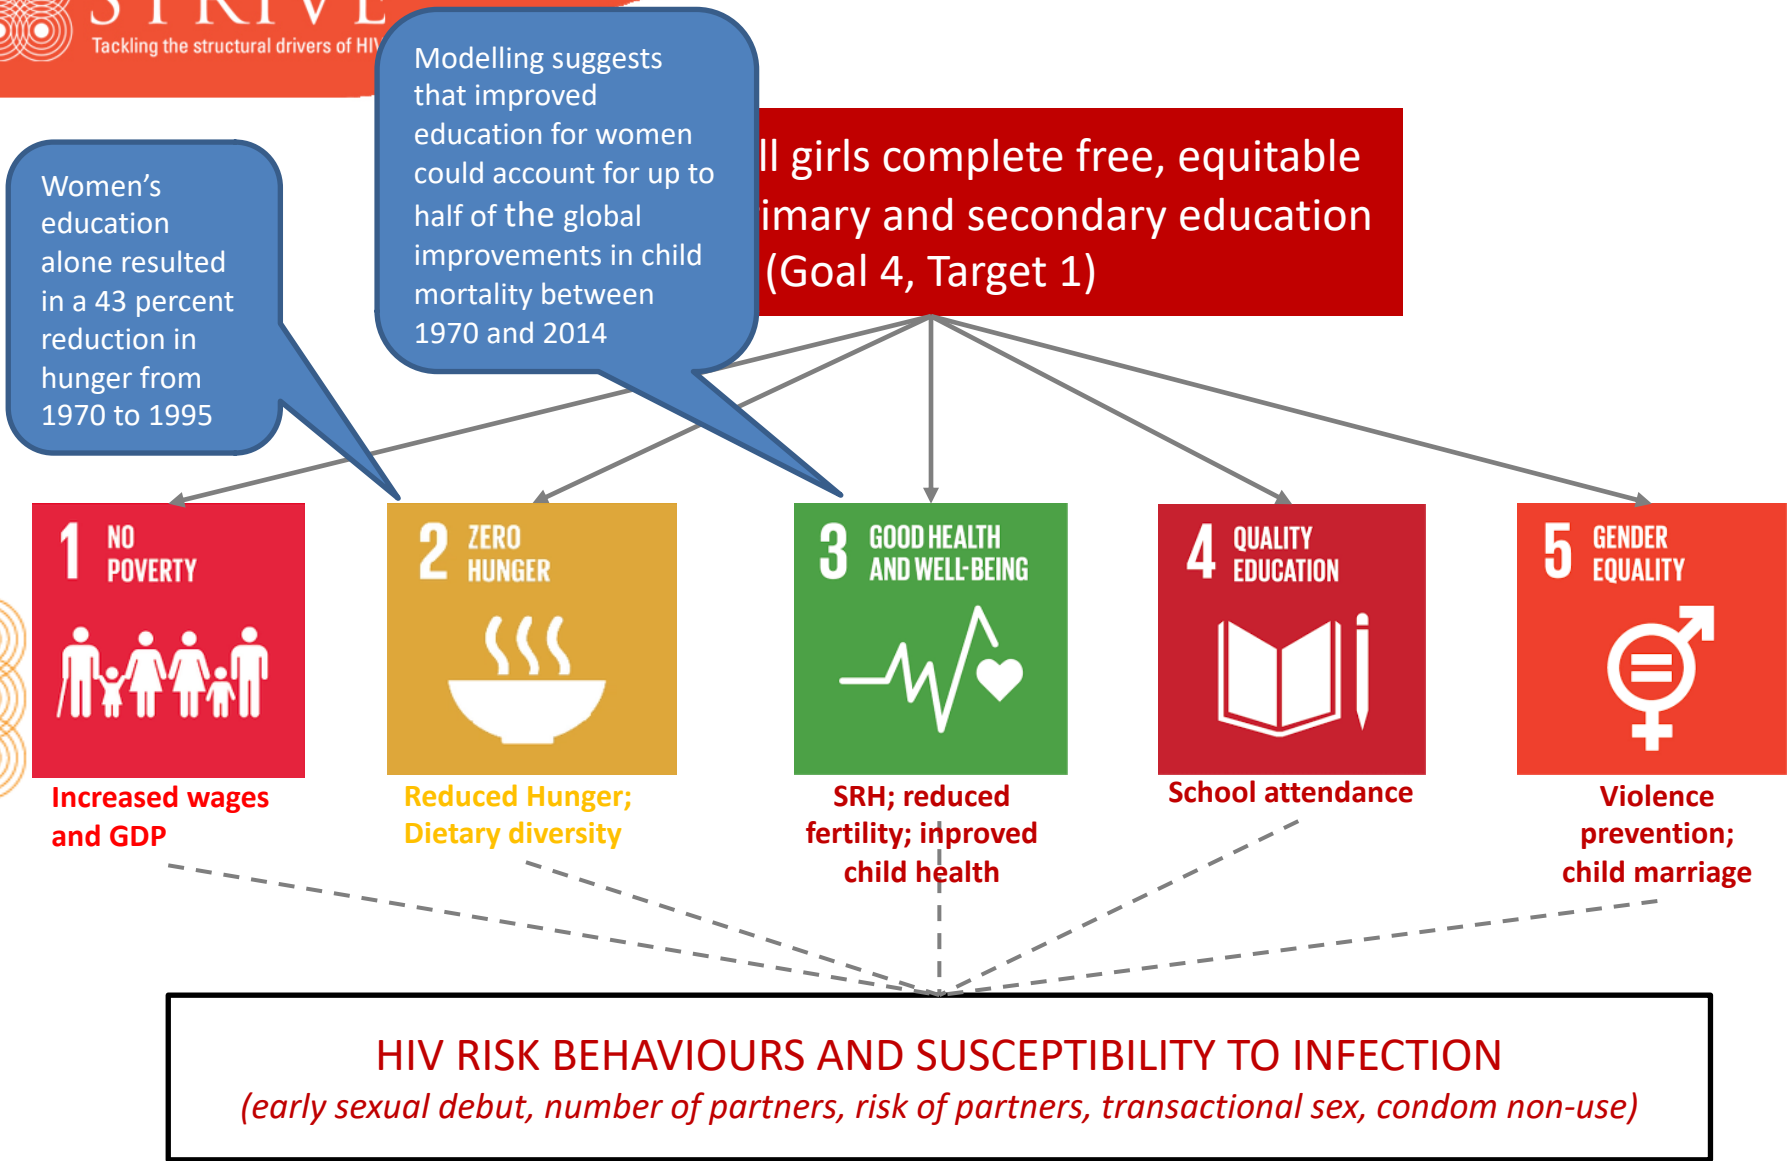 STRIVE
Tackling the structural drivers of HIV
Modelling suggests
that improved
education for women
could account for up to
half of the global
improvements in child
mortality between
1970 and 2014
Women’s
education
alone resulted
in a 43 percent
reduction in
hunger from
1970 to 1995
girls complete free, equitable
and secondary education
(Goal 4, Target 1)
1 NO
POVERTY
2 ZERO
HUNGER
3 GOOD HEALTH
AND WELL-BEING
4 QUALITY
EDUCATION
5 GENDER
EQUALITY
Increased wages
and GDP
Reduced Hunger;
Dietary diversity
SRH; reduced
fertility; inproved
child health
School attendance
Violence
prevention;
child marriage
HIV RISK BEHAVIOURS AND SUSCEPTIBILITY TO INFECTION
(early sexual debut, number of partners, risk of partners, transactional sex, condom non-use)